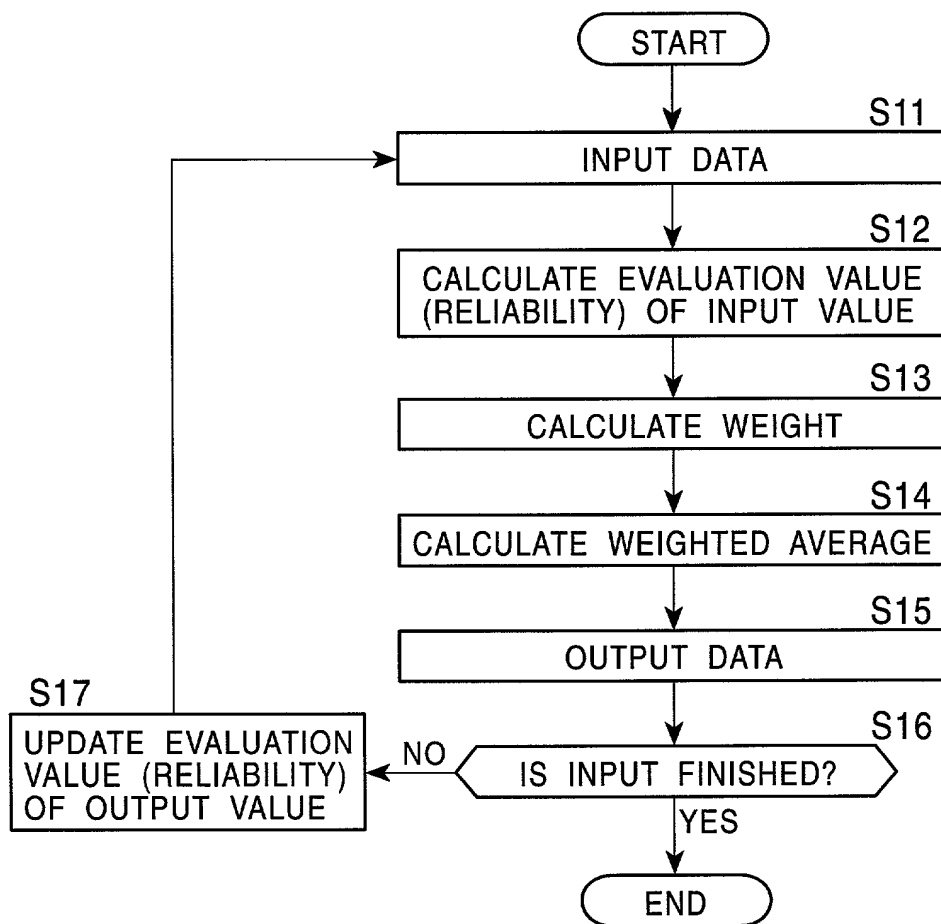 START
S11
INPUT DATA
S12
CALCULATE EVALUATION VALUE
(RELIABILITY) OF INPUT VALUE
S13
CALCULATE WEIGHT
S14
CALCULATE WEIGHTED AVERAGE
S15
OUTPUT DATA
S16
IS INPUT FINISHED?
NO
S17
UPDATE EVALUATION
VALUE (RELIABILITY)
OF OUTPUT VALUE
YES
END